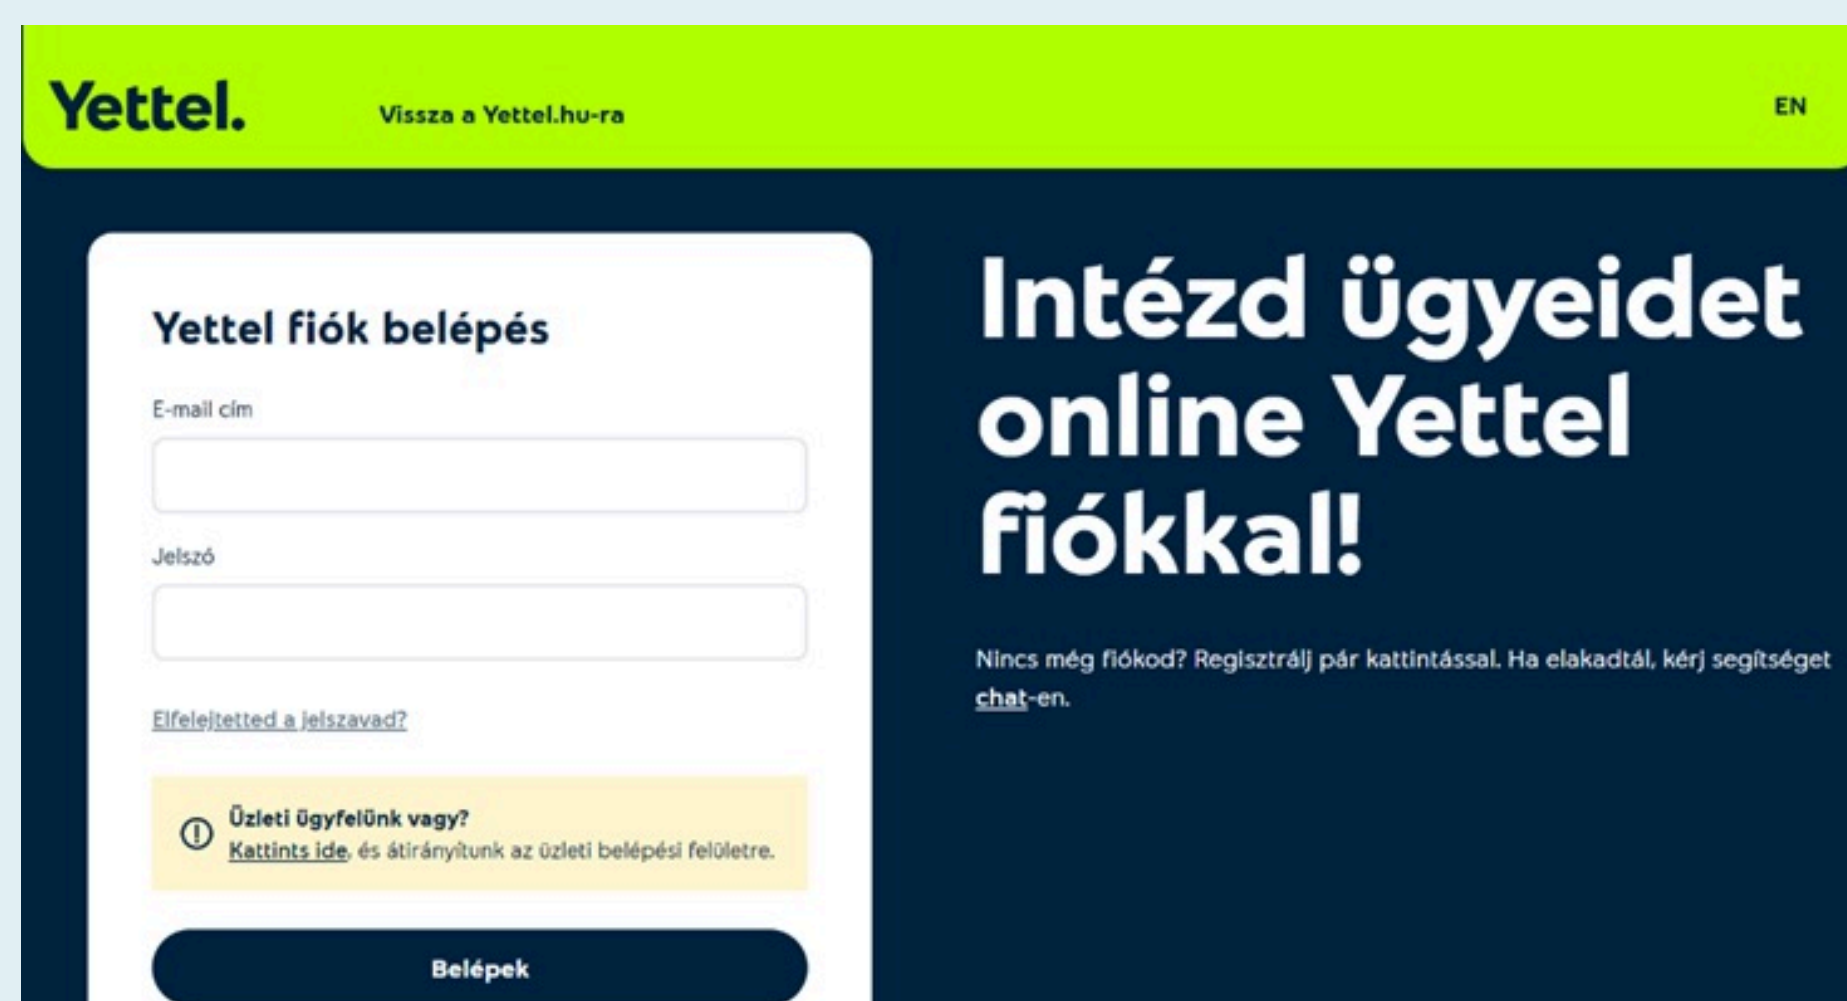 Yettel.
Vissza a Yettel.hu-ra
EN
Yettel fiók belépés
E-mail cím
Jelszó
Elfelejtetted a jelszavad?
Üzleti ügyfelünk vagy?
Kattints ide, és átirányítunk az üzleti belépési felületre.
Belépek
Intézd ügyeidet
online Yettel
fiókkal!
Nincs még fiókod? Regisztrálj pár kattintással. Ha elakadtál, kérj segítséget
chat-en.